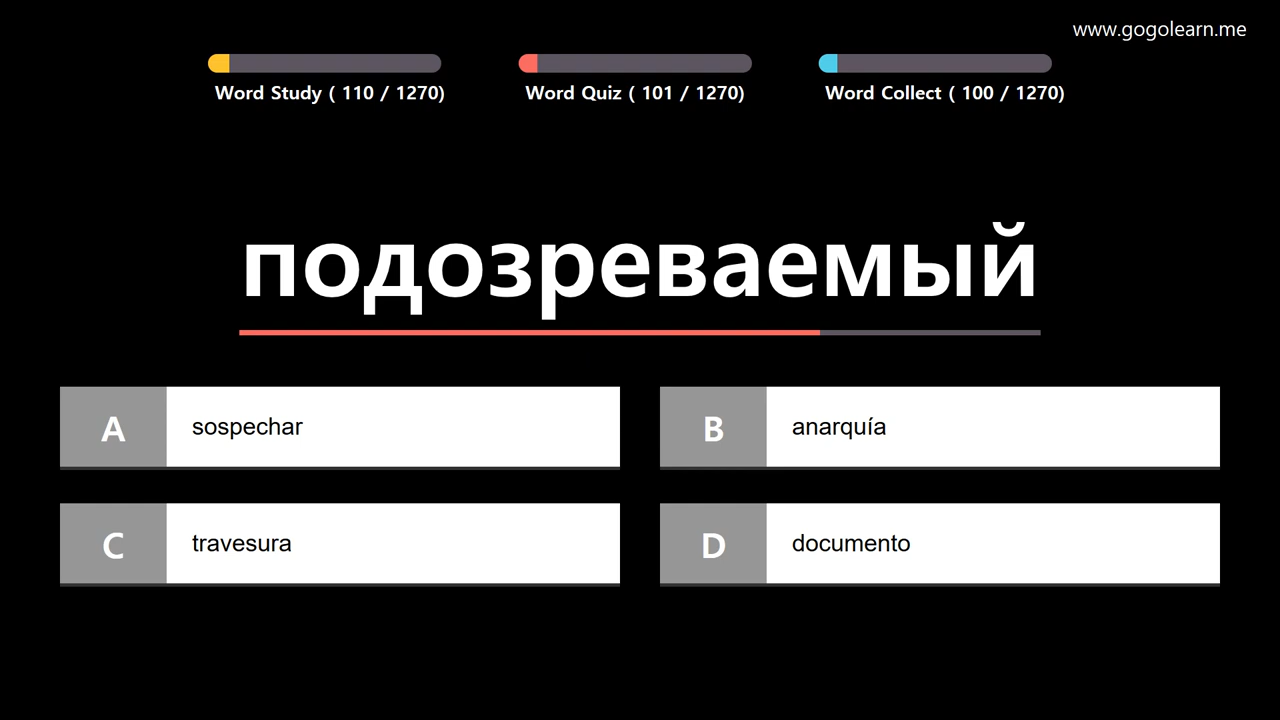 www.gogolearn.me
Word Study ( 110 / 1270)
Word Quiz ( 101 / 1270)
Word Collect ( 100 / 1270)
подозреваемый
A sospechar
B anarquía
C travesura
D documento